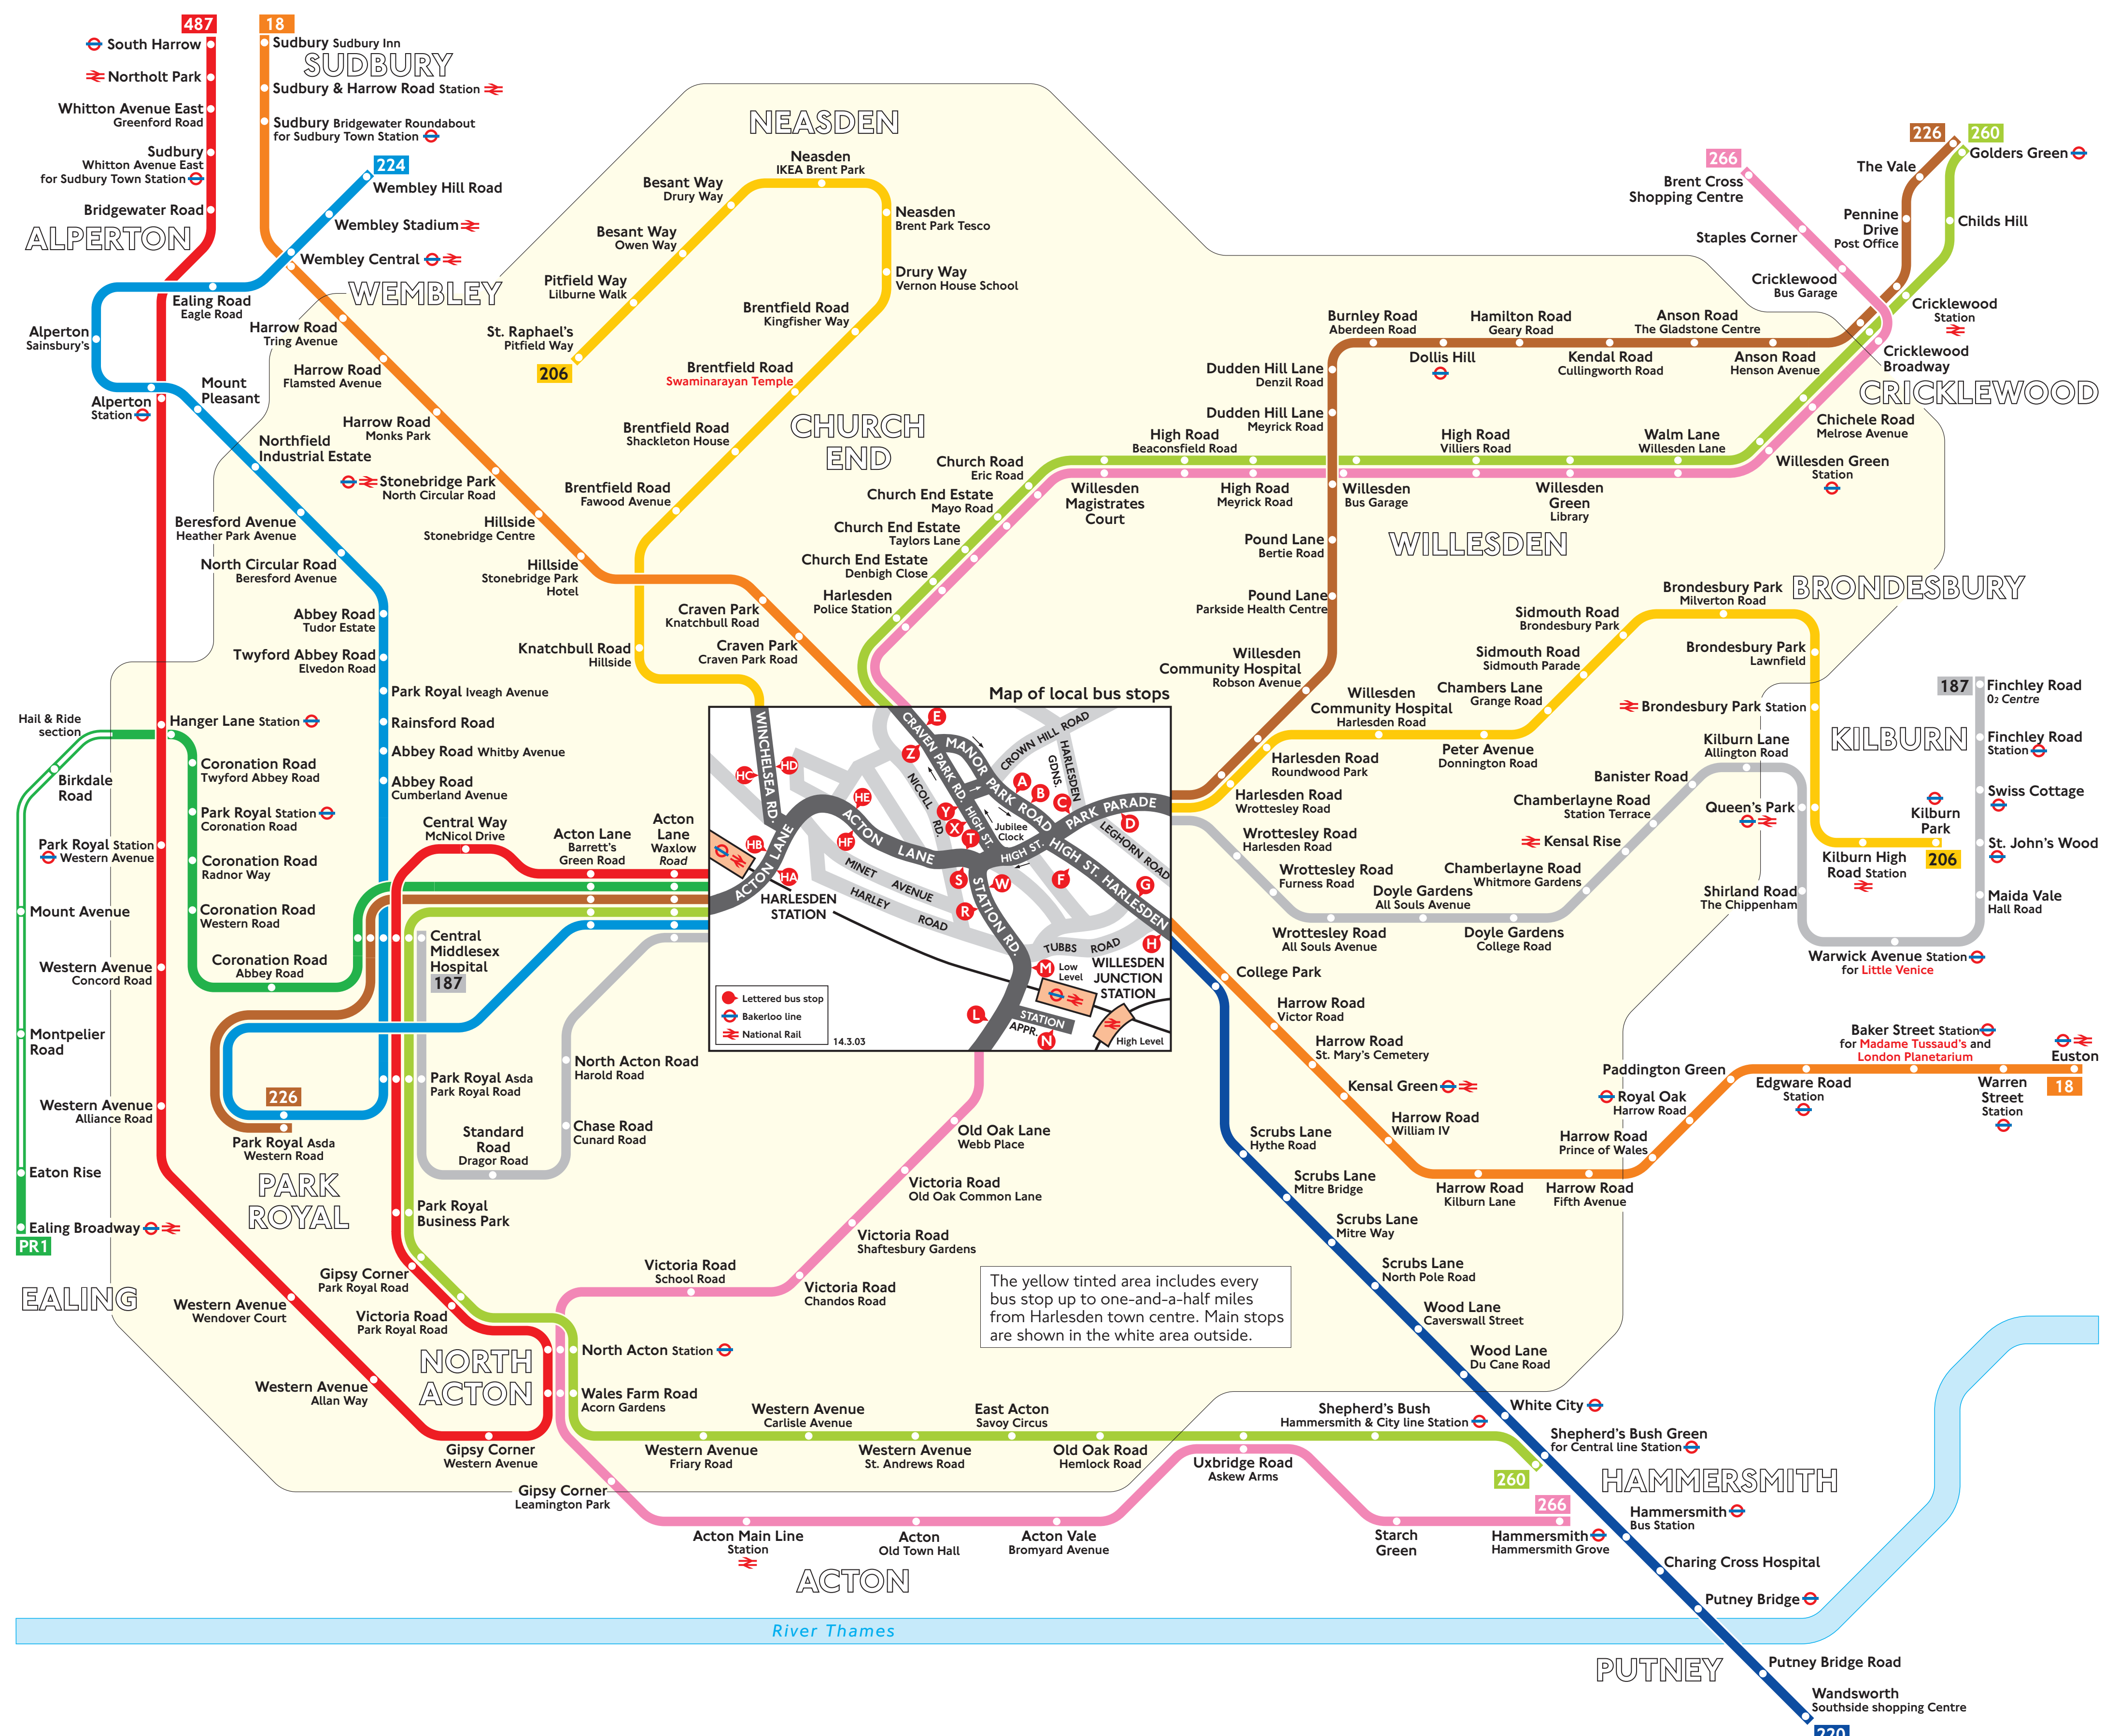 487
18
South Harrow
Northolt Park
Whitton Avenue East
Greenford Road
Sudbury
Whitton Avenue East
for Sudbury Town Station
Bridgewater Road
ALPERTON
Sudbury Sudbury Inn
SUDBURY
Sudbury & Harrow Road Station
Sudbury Bridgewater Roundabout
for Sudbury Town Station
224
Wembley Hill Road
Wembley Stadium
Wembley Central
WEMBLEY
Ealing Road
Eagle Road
Alperton
Sainsbury's
Alperton
Station
Mount
Pleasant
Northfield
Industrial Estate
Beresford Avenue
Heather Park Avenue
North Circular Road
Beresford Avenue
Abbey Road
Tudor Estate
Twyford Abbey Road
Elvedon Road
Park Royal Iveagh Avenue
Rainsford Road
Abbey Road Whitby Avenue
Abbey Road
Cumberland Avenue
Harrow Road
Tring Avenue
Harrow Road
Flamsted Avenue
Harrow Road
Monks Park
Stonebridge Park
North Circular Road
Hillside
Stonebridge Centre
Hillside
Stonebridge Park
Hotel
Craven Park
Knatchbull Road
Craven Park
Craven Park Road
NEASDEN
Neasden
IKEA Brent Park
Besant Way
Drury Way
Besant Way
Owen Way
Pitfield Way
Lilburne Walk
St. Raphael's
Pitfield Way
206
Neasden
Brent Park Tesco
Drury Way
Vernon House School
Brentfield Road
Kingfisher Way
Brentfield Road
Swaminarayan Temple
Brentfield Road
Shackleton House
Brentfield Road
Fawood Avenue
Knatchbull Road
Hillside
CHURCH
END
Church Road
Eric Road
Church End Estate
Mayo Road
Church End Estate
Taylors Lane
Church End Estate
Denbigh Close
Harlesden
Police Station
High Road
Beaconsfield Road
Willesden
Magistrates
Court
High Road
Meyrick Road
Willesden
Bus Garage
High Road
Villiers Road
Willesden
Green
Library
Walm Lane
Willesden Lane
Willesden Green
Station
Chichele Road
Melrose Avenue
WILLESDEN
CRICKLEWOOD
Cricklewood
Broadway
Cricklewood
Station
Cricklewood
Bus Garage
Staples Corner
Brent Cross
Shopping Centre
266
226
260
Golders Green
The Vale
Pennine
Drive
Post Office
Childs Hill
Burnley Road
Aberdeen Road
Dollis Hill
Hamilton Road
Geary Road
Kendal Road
Cullingworth Road
Anson Road
The Gladstone Centre
Anson Road
Henson Avenue
Dudden Hill Lane
Denzil Road
Dudden Hill Lane
Meyrick Road
Pound Lane
Bertie Road
Pound Lane
Parkside Health Centre
Willesden
Community Hospital
Robson Avenue
BRONDESBURY
Brondesbury Park
Milverton Road
Sidmouth Road
Brondesbury Park
Sidmouth Road
Sidmouth Parade
Chambers Lane
Grange Road
Willesden
Community Hospital
Harlesden Road
Peter Avenue
Donnington Road
Harlesden Road
Roundwood Park
Harlesden Road
Wrottesley Road
Brondesbury Park
Lawnfield
Brondesbury Park Station
KILBURN
187
Finchley Road
O2 Centre
Finchley Road
Station
Swiss Cottage
St. John's Wood
Maida Vale
Hall Road
Warwick Avenue Station
for Little Venice
Kilburn
Park
206
Kilburn High
Road Station
Shirland Road
The Chippenham
Queen's Park
Kilburn Lane
Allington Road
Banister Road
Chamberlayne Road
Station Terrace
Kensal Rise
Chamberlayne Road
Whitmore Gardens
Doyle Gardens
All Souls Avenue
Doyle Gardens
College Road
Wrottesley Road
All Souls Avenue
Wrottesley Road
Furness Road
Wrottesley Road
Harlesden Road
Map of local bus stops
WINCHELSEA RD.
ACTON LANE
ACTON LANE
CRAVEN PARK RD.
MANOR PARK ROAD
CROWN HILL ROAD
HARLESDEN GDNS.
PARK PARADE
LEGHORN ROAD
NICOLL RD.
HIGH ST.
Jubilee
Clock
HIGH ST.
HIGH ST. HARLESDEN
MINET AVENUE
HARLEY ROAD
STATION RD.
TUBBS ROAD
HARLESDEN
STATION
WILLESDEN
JUNCTION
STATION
Low
Level
High Level
STATION
APPR.
HC
HD
HE
HF
HB
HA
E
Z
A
B
C
D
Y
X
T
S
W
F
G
R
H
M
L
N
Lettered bus stop
Bakerloo line
National Rail
14.3.03
Hail & Ride
section
Hanger Lane Station
Birkdale
Road
Coronation Road
Twyford Abbey Road
Park Royal Station
Coronation Road
Coronation Road
Radnor Way
Coronation Road
Western Road
Coronation Road
Abbey Road
Park Royal Station
Western Avenue
Mount Avenue
Western Avenue
Concord Road
Montpelier
Road
Western Avenue
Alliance Road
Eaton Rise
Ealing Broadway
PR1
EALING
Central Way
McNicol Drive
Acton Lane
Barrett's
Green Road
Acton
Lane
Waxlow
Road
Central
Middlesex
Hospital
187
226
Park Royal Asda
Western Road
PARK
ROYAL
Park Royal Asda
Park Royal Road
North Acton Road
Harold Road
Chase Road
Cunard Road
Standard
Road
Dragor Road
Park Royal
Business Park
Gipsy Corner
Park Royal Road
Victoria Road
Park Royal Road
Western Avenue
Wendover Court
Western Avenue
Allan Way
NORTH
ACTON
Gipsy Corner
Western Avenue
North Acton Station
Wales Farm Road
Acorn Gardens
Victoria Road
School Road
Victoria Road
Chandos Road
Victoria Road
Shaftesbury Gardens
Victoria Road
Old Oak Common Lane
Old Oak Lane
Webb Place
The yellow tinted area includes every
bus stop up to one-and-a-half miles
from Harlesden town centre. Main stops
are shown in the white area outside.
Western Avenue
Friary Road
Western Avenue
Carlisle Avenue
Western Avenue
St. Andrews Road
East Acton
Savoy Circus
Old Oak Road
Hemlock Road
Uxbridge Road
Askew Arms
Shepherd's Bush
Hammersmith & City line Station
260
Gipsy Corner
Leamington Park
Acton Main Line
Station
Acton
Old Town Hall
Acton Vale
Bromyard Avenue
ACTON
Starch
Green
266
Hammersmith
Hammersmith Grove
College Park
Harrow Road
Victor Road
Harrow Road
St. Mary's Cemetery
Kensal Green
Harrow Road
William IV
Harrow Road
Kilburn Lane
Harrow Road
Fifth Avenue
Harrow Road
Prince of Wales
Royal Oak
Harrow Road
Paddington Green
Edgware Road
Station
Baker Street Station
for Madame Tussaud's and
London Planetarium
Warren
Street
Station
Euston
18
Scrubs Lane
Hythe Road
Scrubs Lane
Mitre Bridge
Scrubs Lane
Mitre Way
Scrubs Lane
North Pole Road
Wood Lane
Caverswall Street
Wood Lane
Du Cane Road
White City
Shepherd's Bush Green
for Central line Station
HAMMERSMITH
Hammersmith
Bus Station
Charing Cross Hospital
Putney Bridge
River Thames
PUTNEY
Putney Bridge Road
Wandsworth
Southside shopping Centre
220